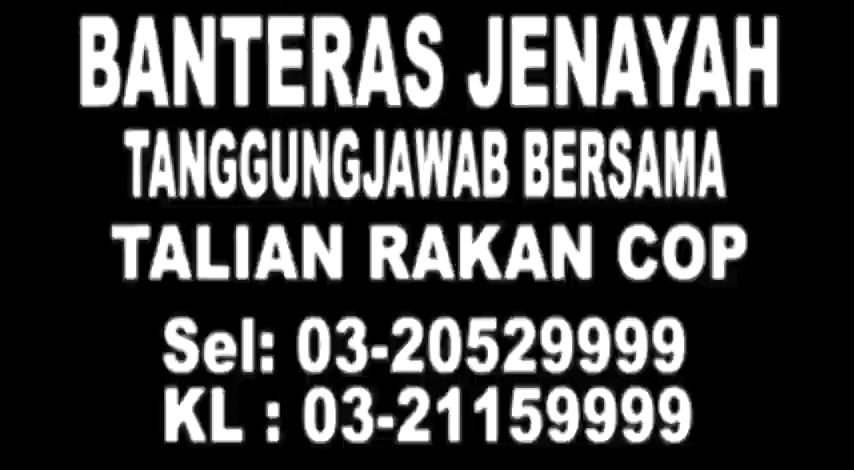 BANTERAS JENAYAH
TANGGUNGJAWAB BERSAMA
TALIAN RAKAN COP
Sel: 03-20529999
KL : 03-21159999